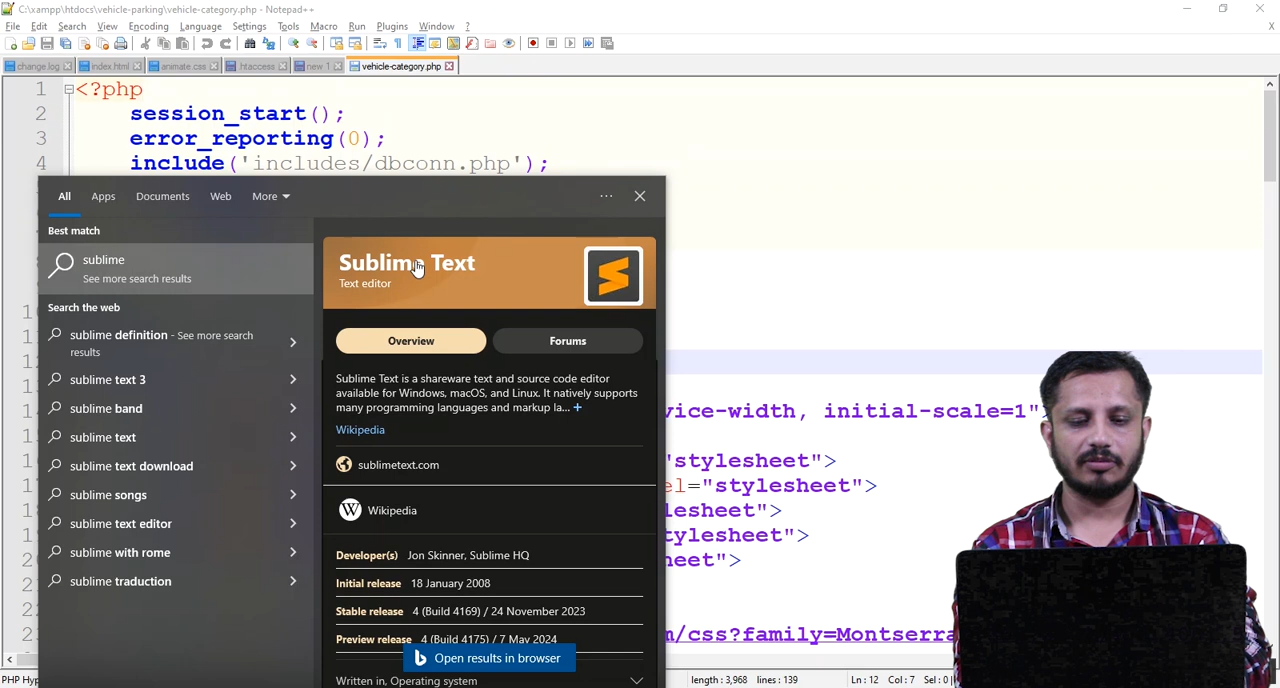 C:\xampp\htdocs\vehicle-parking\vehicle-category.php - Notepad++
File Edit Search View Encoding Language Settings Tools Macro Run Plugins Window ? X
change.log index.html animate.css .htaccess new 1 vehicle-category.php
1 <?php
2 session_start();
3 error_reporting(0);
4 include('includes/dbconn.php');
All Apps Documents Web More
Best match
sublime
See more search results
Search the web
sublime definition - See more search
results
sublime text 3
sublime band
sublime text
sublime text download
sublime songs
sublime text editor
sublime with rome
sublime traduction
Sublime Text
Text editor
Overview Forums
Sublime Text is a shareware text and source code editor
available for Windows, macOS, and Linux. It natively supports
many programming languages and markup la... +
Wikipedia
sublimetext.com
W Wikipedia
Developer(s) Jon Skinner, Sublime HQ
Initial release 18 January 2008
Stable release 4 (Build 4169) / 24 November 2023
Preview release 4 (Build 4175) / 7 May 2024
Open results in browser
Written in, Operating system
vice-width, initial-scale=1"
'stylesheet">
el="stylesheet">
lesheet">
tylesheet">
heet">
m/css?family=Montserra
PHP Hyp length : 3,968 lines : 139 Ln : 12 Col : 7 Sel : 0 |